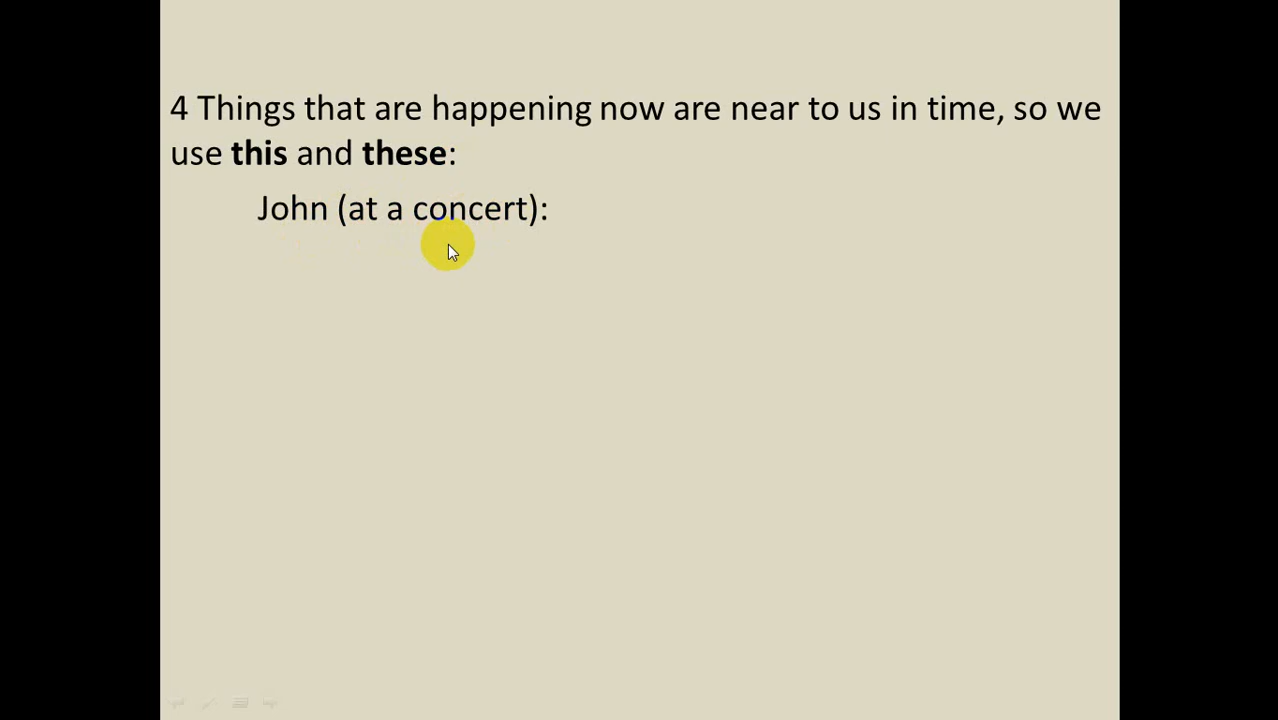 4 Things that are happening now are near to us in time, so we
use this and these:
John (at a concert):